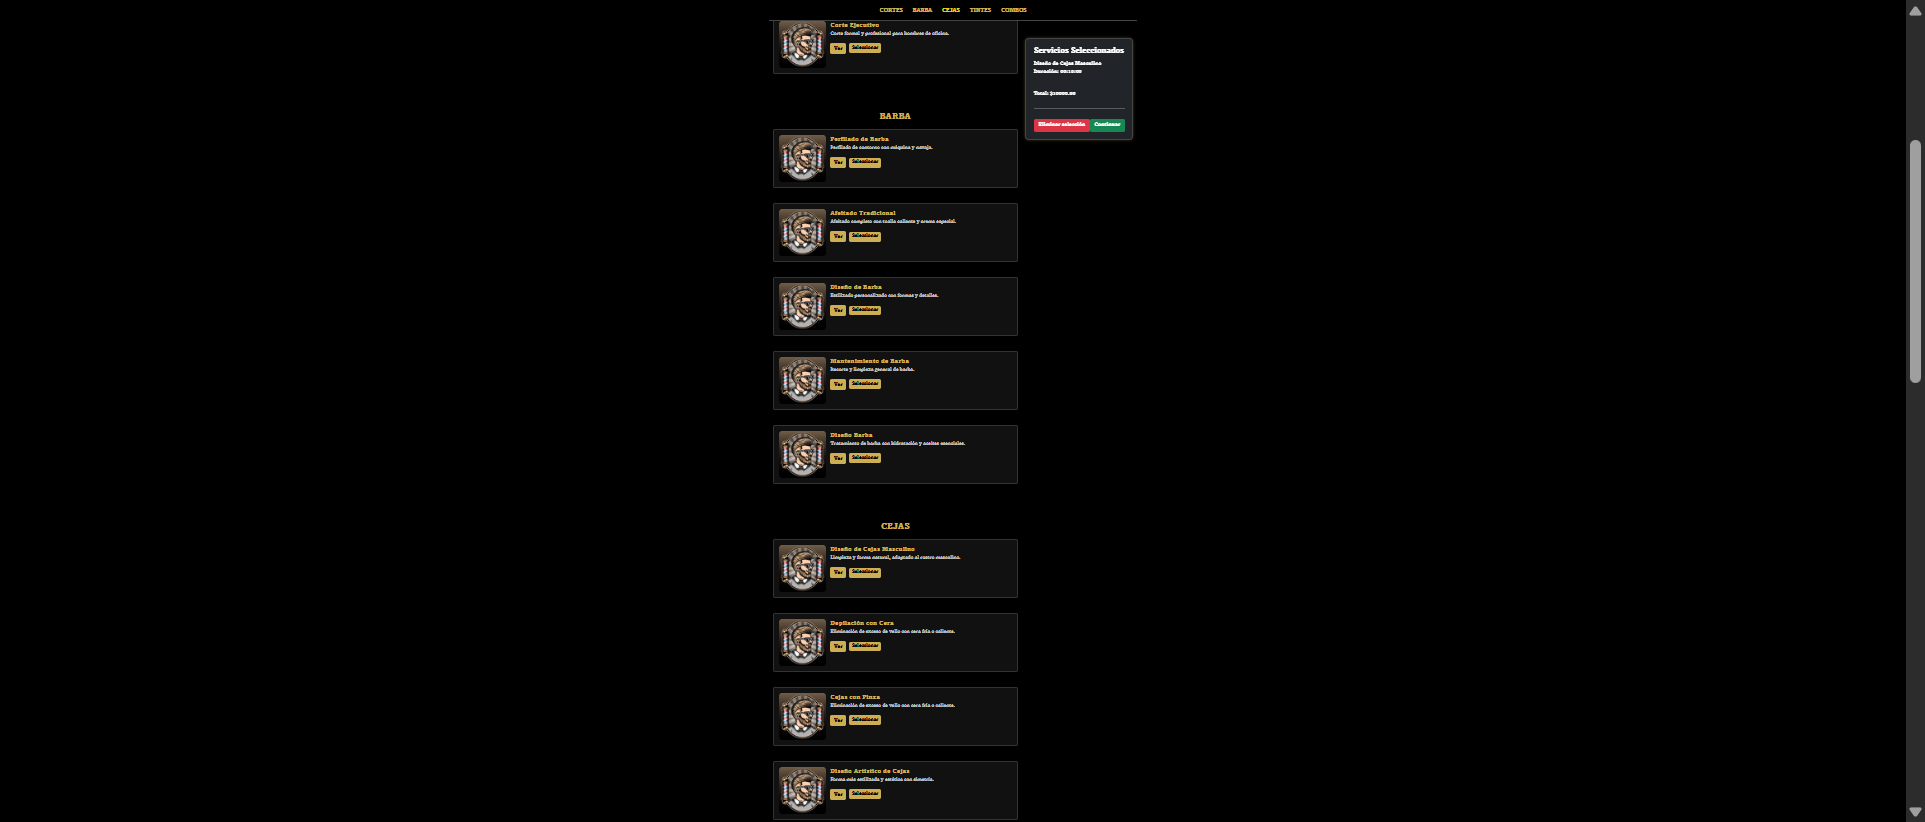 CORTES BARBA CEJAS TINTES COMBOS
Corte Ejecutivo
Corte formal y profesional para hombres de oficina.
Ver Seleccionar
Servicios Seleccionados
Diseño de Cejas Masculino
Duración: 00:10:00
Total: $10000.00
Eliminar selección Continuar
BARBA
Perfilado de Barba
Perfilado de contorno con máquina y navaja.
Ver Seleccionar
Afeitado Tradicional
Afeitado completo con toalla caliente y crema especial.
Ver Seleccionar
Diseño de Barba
Estilizado personalizado con formas y detalles.
Ver Seleccionar
Mantenimiento de Barba
Recorte y limpieza general de barba.
Ver Seleccionar
Diseño Barba
Tratamiento de barba con hidratación y aceites esenciales.
Ver Seleccionar
CEJAS
Diseño de Cejas Masculino
Limpieza y forma natural, adaptado al rostro masculino.
Ver Seleccionar
Depilación con Cera
Eliminación de exceso de vello con cera fría o caliente.
Ver Seleccionar
Cejas con Pinza
Eliminación de exceso de vello con cera fría o caliente.
Ver Seleccionar
Diseño Artístico de Cejas
Forma más estilizada y estética con simetría.
Ver Seleccionar